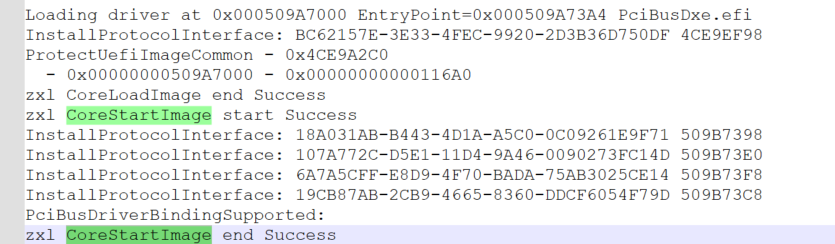 Loading driver at 0x000509A7000 EntryPoint=0x000509A73A4 PciBusDxe.efi
InstallProtocolInterface: BC62157E-3E33-4FEC-9920-2D3B36D750DF 4CE9EF98
ProtectUefiImageCommon - 0x4CE9A2C0
  - 0x00000000509A7000 - 0x00000000000116A0
zxl CoreLoadImage end Success
zxl CoreStartImage start Success
InstallProtocolInterface: 18A031AB-B443-4D1A-A5C0-0C09261E9F71 509B7398
InstallProtocolInterface: 107A772C-D5E1-11D4-9A46-0090273FC14D 509B73E0
InstallProtocolInterface: 6A7A5CFF-E8D9-4F70-BADA-75AB3025CE14 509B73F8
InstallProtocolInterface: 19CB87AB-2CB9-4665-8360-DDCF6054F79D 509B73C8
PciBusDriverBindingSupported:
zxl CoreStartImage end Success